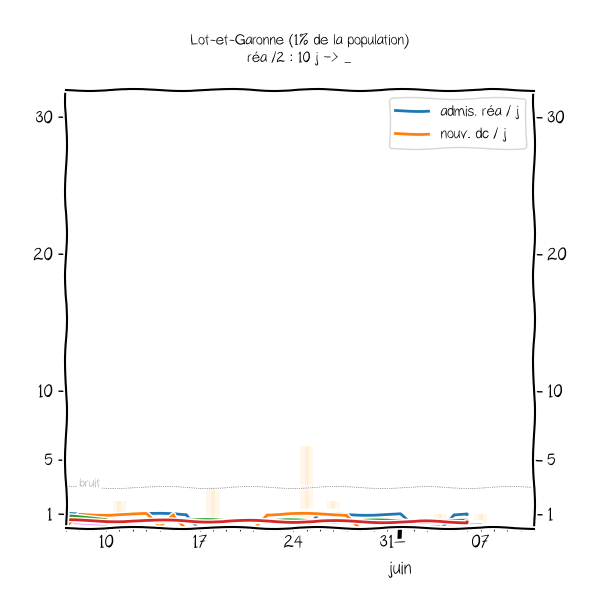 Lot-et-Garonne (1% de la population)
réa /2 : 10 j -> _
admis. réa / j
nouv. dc / j
30
30
20
20
10
10
5
5
bruit
1
1
10
17
24
31
07
juin